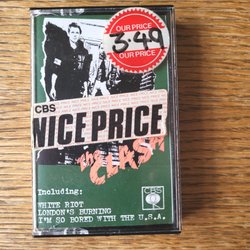 OUR PRICE
3.49
OUR PRICE
CBS
NICE PRICE
The CLASH
Including:
WHITE RIOT
LONDON'S BURNING
I'M SO BORED WITH THE U.S.A.
CBS